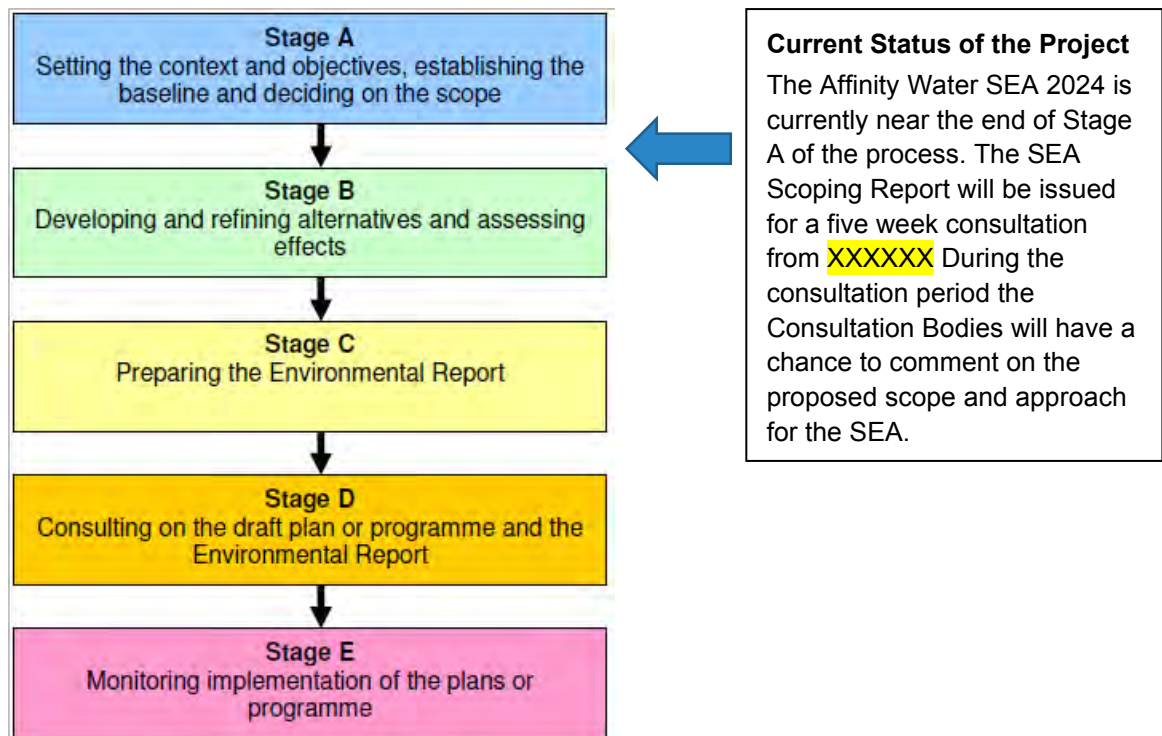 Stage A
Setting the context and objectives, establishing the
baseline and deciding on the scope
Stage B
Developing and refining alternatives and assessing
effects
Stage C
Preparing the Environmental Report
Stage D
Consulting on the draft plan or programme and the
Environmental Report
Stage E
Monitoring implementation of the plans or
programme
Current Status of the Project
The Affinity Water SEA 2024 is
currently near the end of Stage
A of the process. The SEA
Scoping Report will be issued
for a five week consultation
from XXXXXX During the
consultation period the
Consultation Bodies will have a
chance to comment on the
proposed scope and approach
for the SEA.